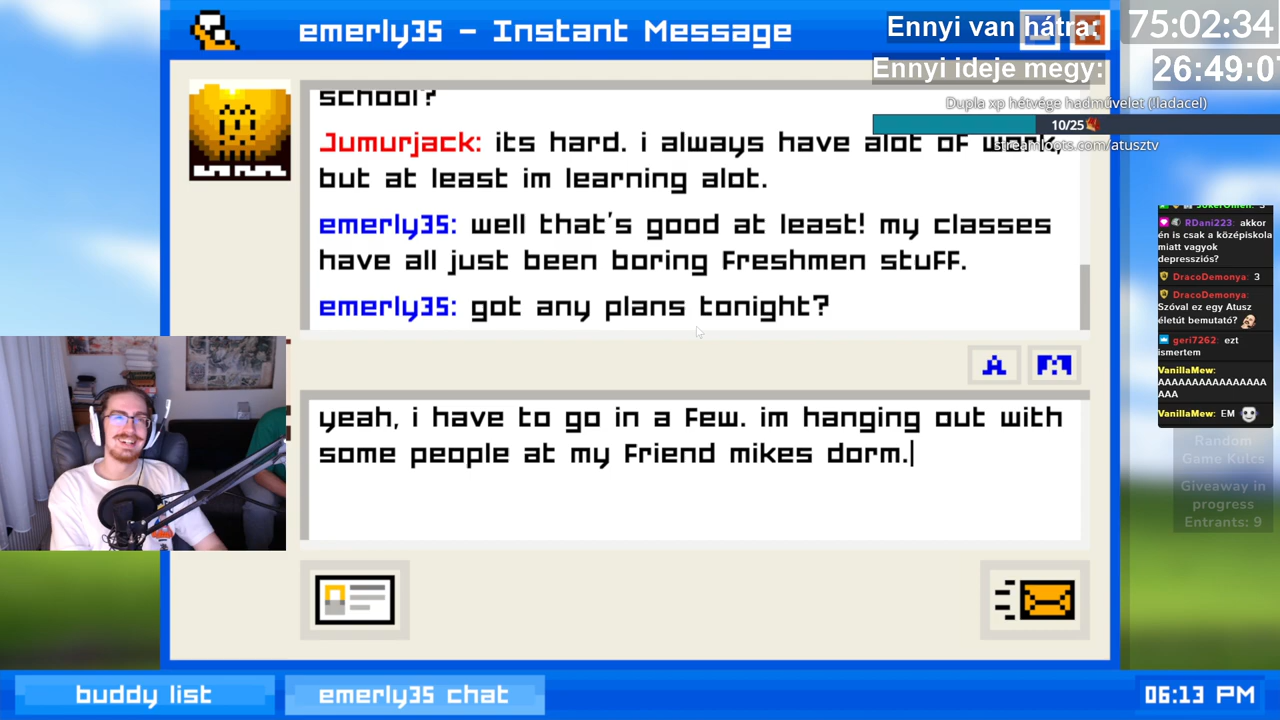 emerly35 - Instant Message
Ennyi van hátra:
75:02:34
Ennyi ideje megy:
26:49:07
Dupla xp hétvége hadművelet (!ladacel)
10/25
streamloots.com/atusztv
school?
Jumurjack: its hard. i always have alot of work,
but at least im learning alot.
emerly35: well that's good at least! my classes
have all just been boring freshmen stuff.
emerly35: got any plans tonight?
A
yeah, i have to go in a few. im hanging out with
some people at my friend mikes dorm.
JokerOmen: 3
RDani223: akkor
én is csak a középiskola
miatt vagyok
depressziós?
DracoDemonya: 3
DracoDemonya:
Szóval ez egy Atusz
életút bemutató?
geri7262: ezt
ismertem
VanillaMew:
AAAAAAAAAAAAAAAA
AAA
VanillaMew: EM
Random
Game Kulcs
Giveaway in
progress
Entrants: 9
buddy list
emerly35 chat
06:13 PM